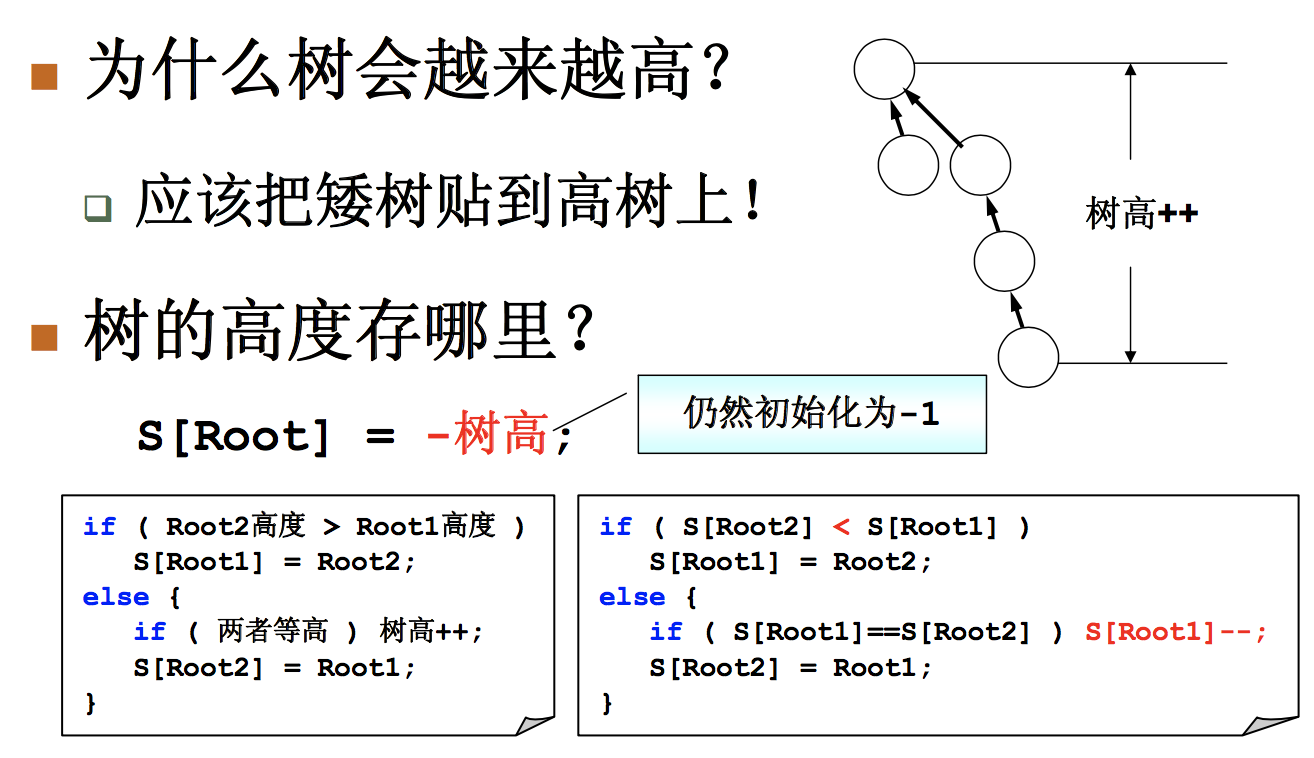 为什么树会越来越高？
应该把矮树贴到高树上！
树高++
树的高度存哪里？
S[Root] = -树高;
仍然初始化为-1
if ( Root2高度 > Root1高度 )
S[Root1] = Root2;
else {
if ( 两者等高 ) 树高++;
S[Root2] = Root1;
}
if ( S[Root2] < S[Root1] )
S[Root1] = Root2;
else {
if ( S[Root1]==S[Root2] ) S[Root1]--;
S[Root2] = Root1;
}